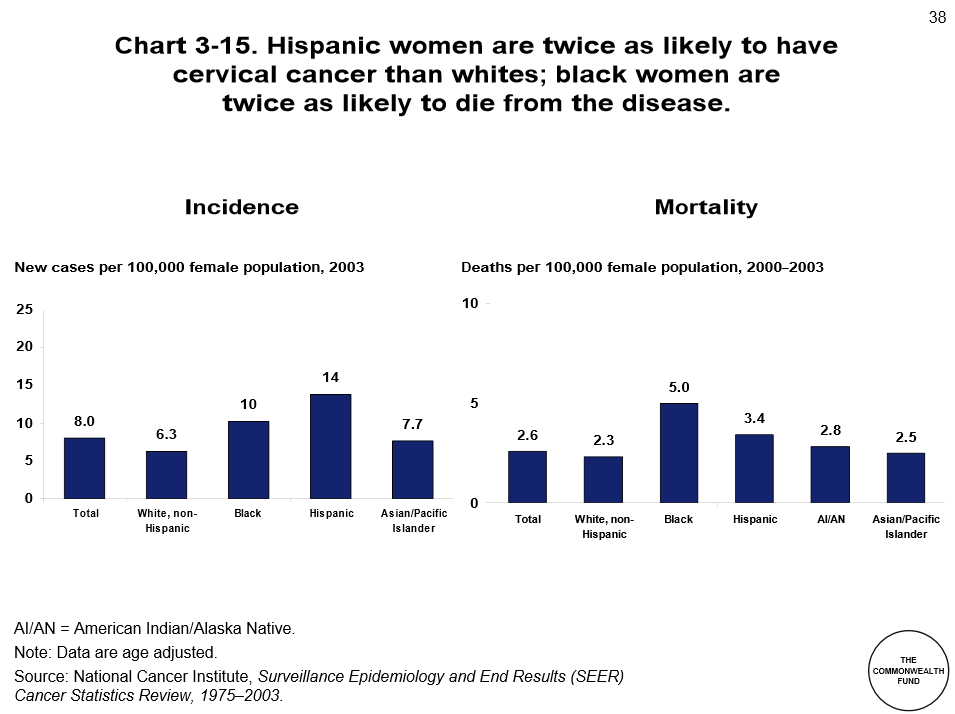 38
Chart 3-15. Hispanic women are twice as likely to have
cervical cancer than whites; black women are
twice as likely to die from the disease.
Incidence
New cases per 100,000 female population, 2003
25
20
15
10
5
0
8.0
6.3
10
14
7.7
Total
White, non-
Hispanic
Black
Hispanic
Asian/Pacific
Islander
Mortality
Deaths per 100,000 female population, 2000–2003
10
5
0
2.6
2.3
5.0
3.4
2.8
2.5
Total
White, non-
Hispanic
Black
Hispanic
AI/AN
Asian/Pacific
Islander
AI/AN = American Indian/Alaska Native.
Note: Data are age adjusted.
Source: National Cancer Institute, Surveillance Epidemiology and End Results (SEER)
Cancer Statistics Review, 1975–2003.
THE
COMMONWEALTH
FUND